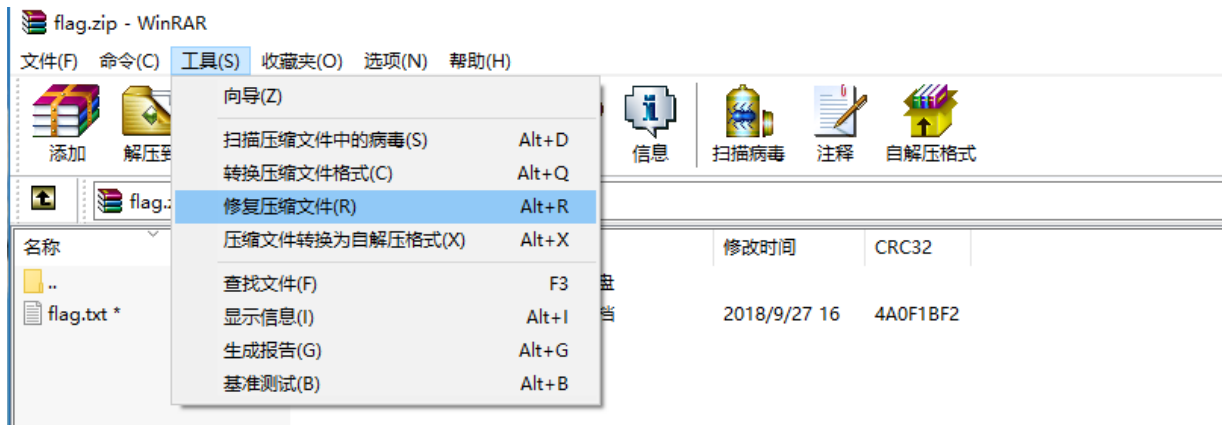 flag.zip - WinRAR
文件(F) 命令(C) 工具(S) 收藏夹(O) 选项(N) 帮助(H)
添加 解压到 信息 扫描病毒 注释 自解压格式
向导(Z)
扫描压缩文件中的病毒(S) Alt+D
转换压缩文件格式(C) Alt+Q
修复压缩文件(R) Alt+R
压缩文件转换为自解压格式(X) Alt+X
查找文件(F) F3
显示信息(I) Alt+I
生成报告(G) Alt+G
基准测试(B) Alt+B
flag.z
名称 修改时间 CRC32
.. 盘
flag.txt * 档 2018/9/27 16 4A0F1BF2